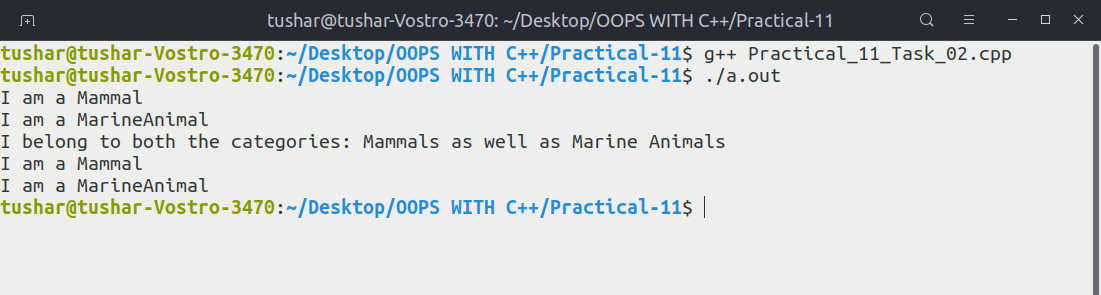 tushar@tushar-Vostro-3470: ~/Desktop/OOPS WITH C++/Practical-11
tushar@tushar-Vostro-3470:~/Desktop/OOPS WITH C++/Practical-11$ g++ Practical_11_Task_02.cpp
tushar@tushar-Vostro-3470:~/Desktop/OOPS WITH C++/Practical-11$ ./a.out
I am a Mammal
I am a MarineAnimal
I belong to both the categories: Mammals as well as Marine Animals
I am a Mammal
I am a MarineAnimal
tushar@tushar-Vostro-3470:~/Desktop/OOPS WITH C++/Practical-11$